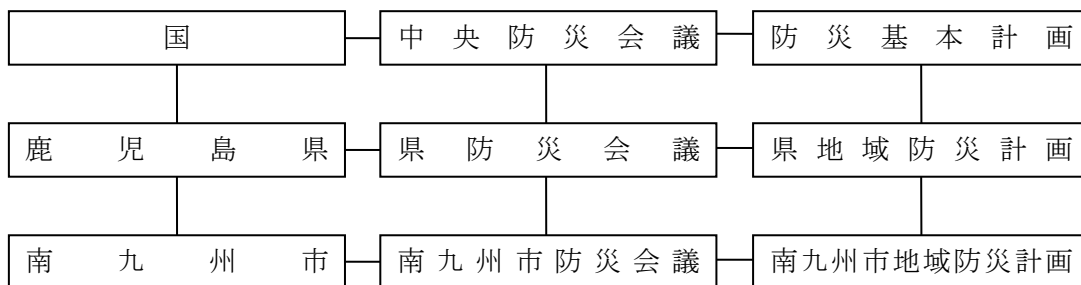 国 中央防災会議 防災基本計画
鹿児島県 県防災会議 県地域防災計画
南九州市 南九州市防災会議 南九州市地域防災計画